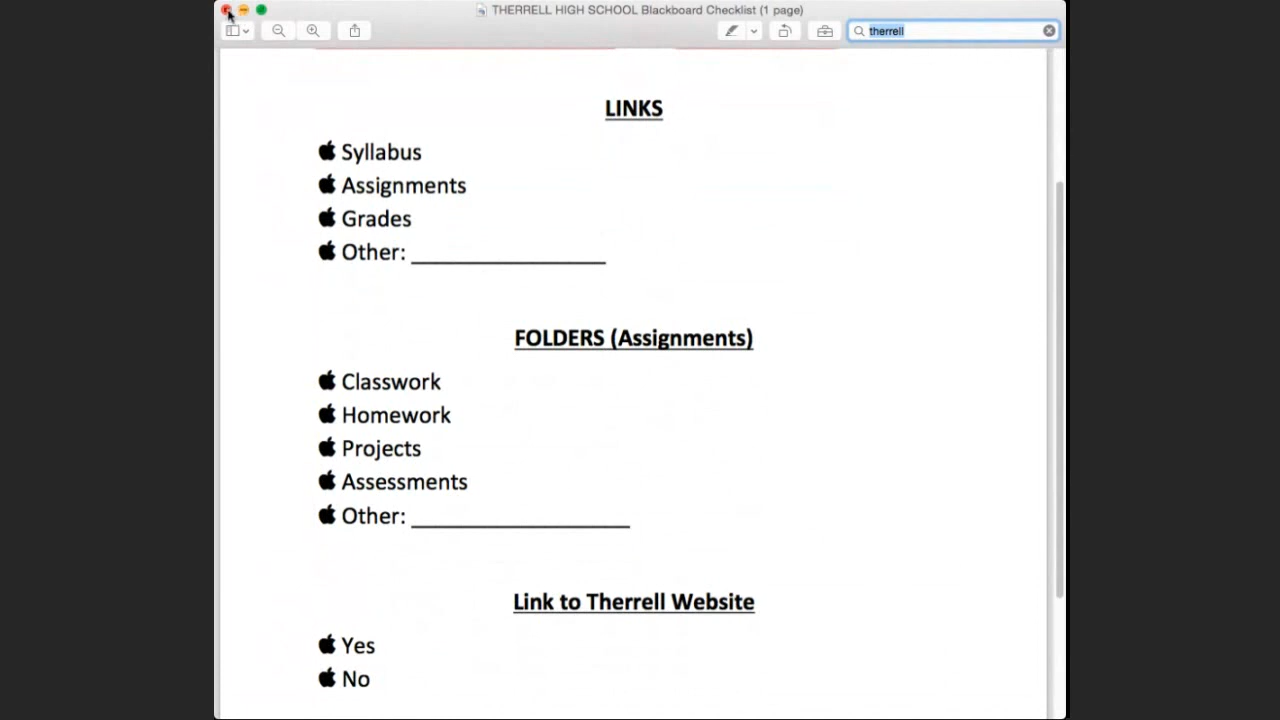 THERRELL HIGH SCHOOL Blackboard Checklist (1 page)
therrell
LINKS
Syllabus
Assignments
Grades
Other: __________________
FOLDERS (Assignments)
Classwork
Homework
Projects
Assessments
Other: ____________________
Link to Therrell Website
Yes
No